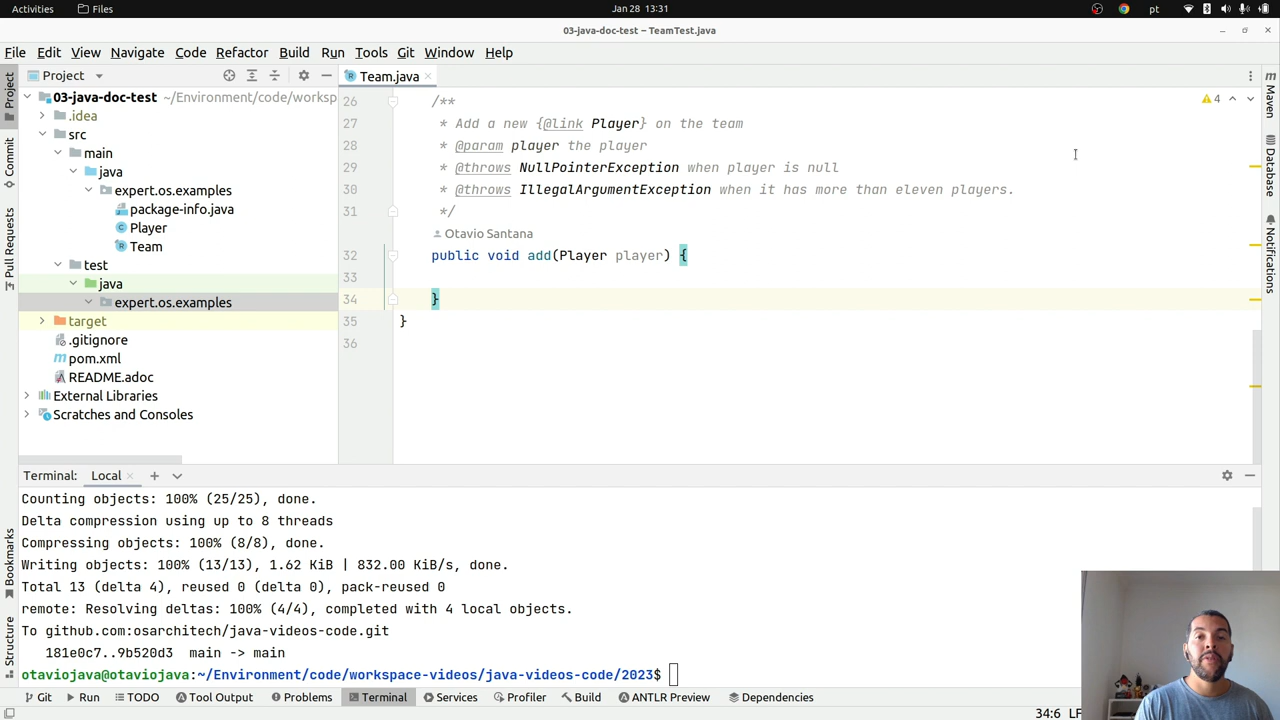 Activities Files Jan 28 13:31 pt
03-java-doc-test – TeamTest.java
File Edit View Navigate Code Refactor Build Run Tools Git Window Help
Project
Team.java
03-java-doc-test ~/Environment/code/worksp
.idea
src
main
java
expert.os.examples
package-info.java
Player
Team
test
java
expert.os.examples
target
.gitignore
pom.xml
README.adoc
External Libraries
Scratches and Consoles
Project
Commit
Pull Requests
Bookmarks
Structure
26 /**
27 * Add a new {@link Player} on the team
28 * @param player the player
29 * @throws NullPointerException when player is null
30 * @throws IllegalArgumentException when it has more than eleven players.
31 */
Otavio Santana
32 public void add(Player player) {
33
34 }
35 }
36
4
Maven
Database
Notifications
Terminal: Local
Counting objects: 100% (25/25), done.
Delta compression using up to 8 threads
Compressing objects: 100% (8/8), done.
Writing objects: 100% (13/13), 1.62 KiB | 832.00 KiB/s, done.
Total 13 (delta 4), reused 0 (delta 0), pack-reused 0
remote: Resolving deltas: 100% (4/4), completed with 4 local objects.
To github.com:osarchitech/java-videos-code.git
181e0c7..9b520d3 main -> main
otaviojava@otaviojava:~/Environment/code/workspace-videos/java-videos-code/2023$
Git Run TODO Tool Output Problems Terminal Services Profiler Build ANTLR Preview Dependencies
34:6 LF